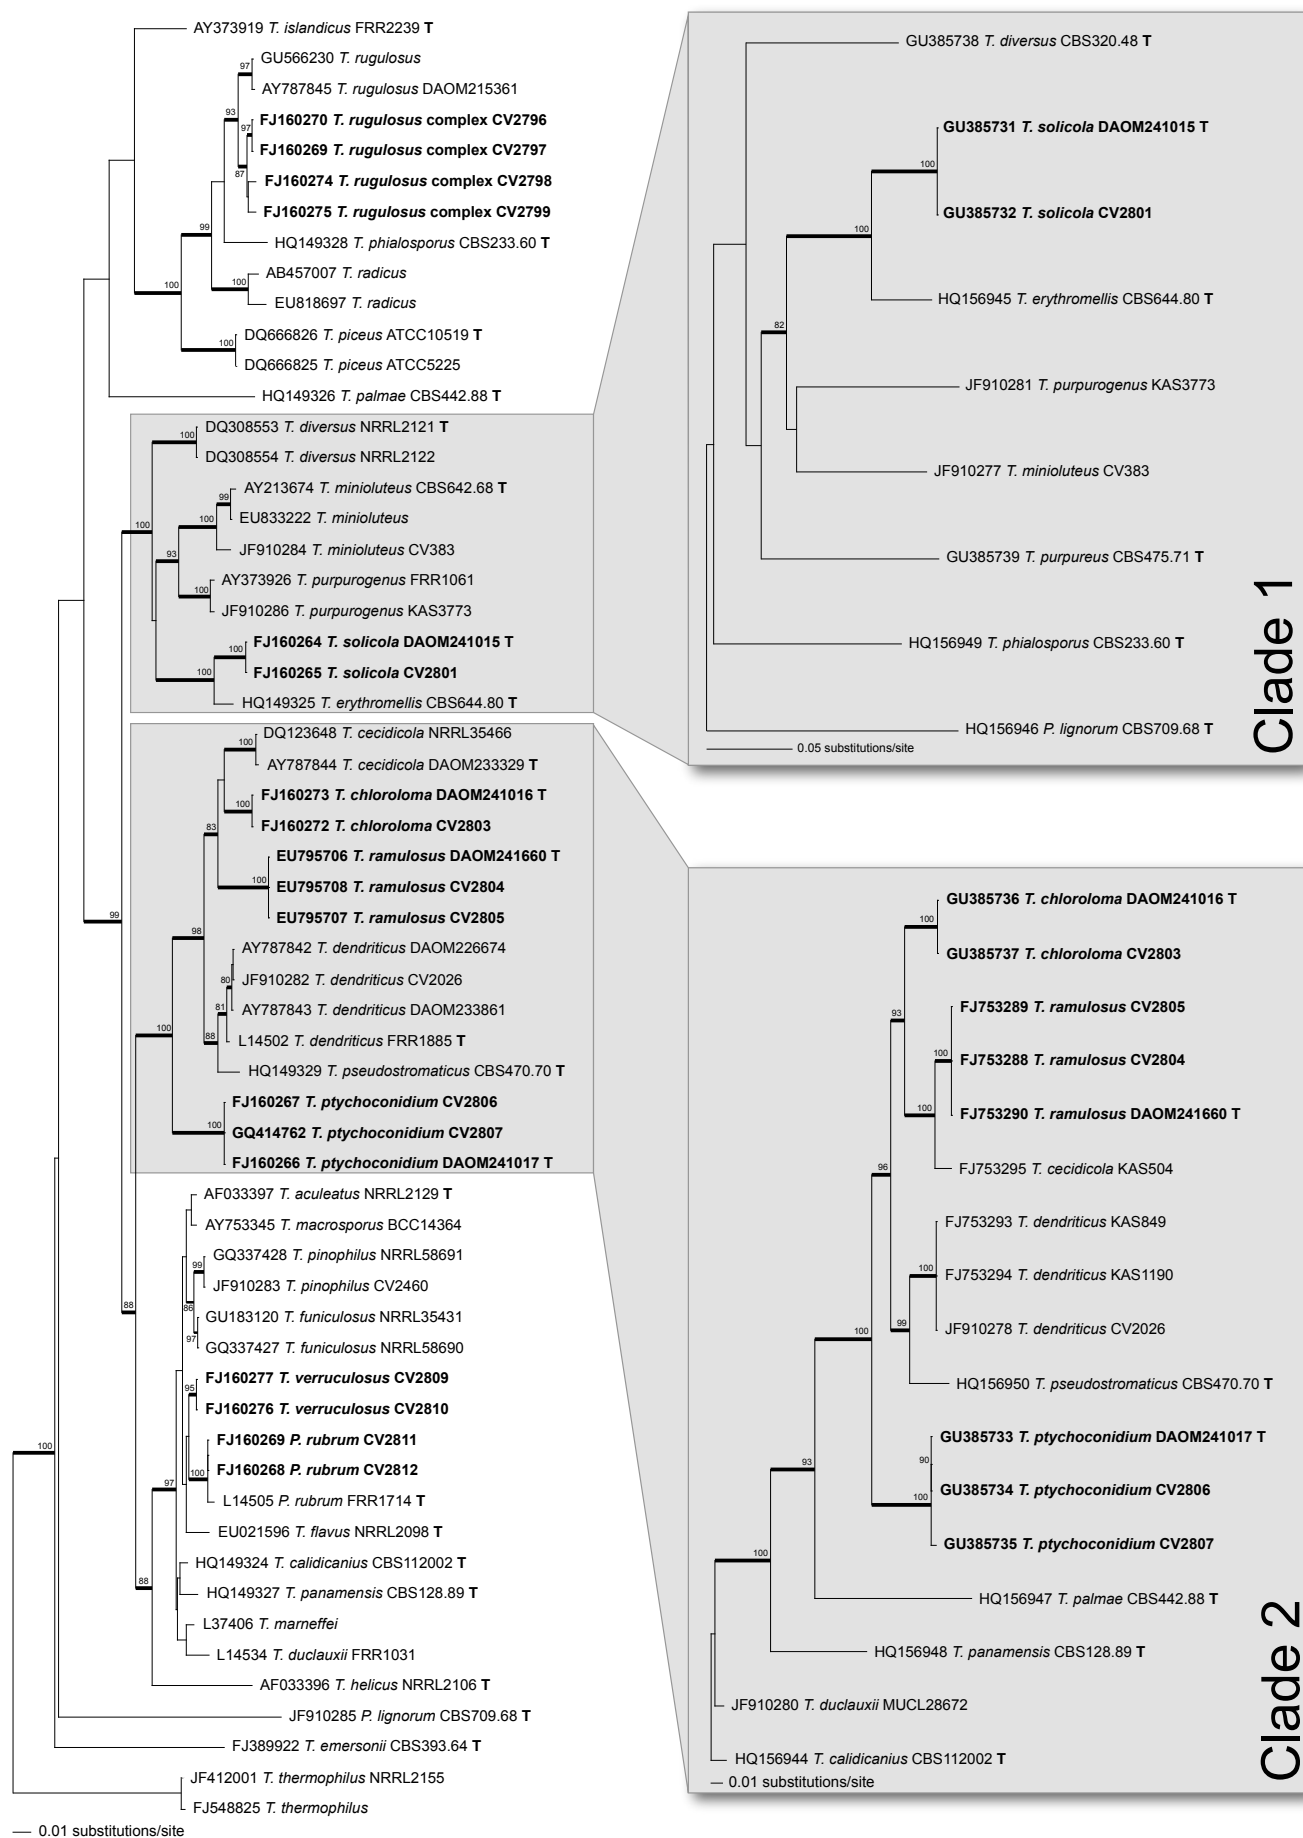 AY373919 T. islandicus FRR2239 T
97
GU566230 T. rugulosus
AY787845 T. rugulosus DAOM215361
93
FJ160270 T. rugulosus complex CV2796
97
FJ160269 T. rugulosus complex CV2797
87
FJ160274 T. rugulosus complex CV2798
FJ160275 T. rugulosus complex CV2799
99
HQ149328 T. phialosporus CBS233.60 T
AB457007 T. radicus
100
EU818697 T. radicus
100
DQ666826 T. piceus ATCC10519 T
100
DQ666825 T. piceus ATCC5225
HQ149326 T. palmae CBS442.88 T
DQ308553 T. diversus NRRL2121 T
100
DQ308554 T. diversus NRRL2122
AY213674 T. minioluteus CBS642.68 T
99
EU833222 T. minioluteus
100
100
JF910284 T. minioluteus CV383
93
AY373926 T. purpurogenus FRR1061
100
JF910286 T. purpurogenus KAS3773
FJ160264 T. solicola DAOM241015 T
100
FJ160265 T. solicola CV2801
100
HQ149325 T. erythromellis CBS644.80 T
DQ123648 T. cecidicola NRRL35466
100
AY787844 T. cecidicola DAOM233329 T
FJ160273 T. chloroloma DAOM241016 T
100
FJ160272 T. chloroloma CV2803
83
EU795706 T. ramulosus DAOM241660 T
100
EU795708 T. ramulosus CV2804
EU795707 T. ramulosus CV2805
99
98
AY787842 T. dendriticus DAOM226674
80
JF910282 T. dendriticus CV2026
AY787843 T. dendriticus DAOM233861
81
100
88
L14502 T. dendriticus FRR1885 T
HQ149329 T. pseudostromaticus CBS470.70 T
FJ160267 T. ptychoconidium CV2806
100
GQ414762 T. ptychoconidium CV2807
FJ160266 T. ptychoconidium DAOM241017 T
AF033397 T. aculeatus NRRL2129 T
AY753345 T. macrosporus BCC14364
GQ337428 T. pinophilus NRRL58691
99
JF910283 T. pinophilus CV2460
88
86
GU183120 T. funiculosus NRRL35431
97
GQ337427 T. funiculosus NRRL58690
FJ160277 T. verruculosus CV2809
95
FJ160276 T. verruculosus CV2810
FJ160269 P. rubrum CV2811
100
FJ160268 P. rubrum CV2812
100
97
L14505 P. rubrum FRR1714 T
EU021596 T. flavus NRRL2098 T
HQ149324 T. calidicanius CBS112002 T
88
HQ149327 T. panamensis CBS128.89 T
L37406 T. marneffei
L14534 T. duclauxii FRR1031
AF033396 T. helicus NRRL2106 T
JF910285 P. lignorum CBS709.68 T
FJ389922 T. emersonii CBS393.64 T
JF412001 T. thermophilus NRRL2155
FJ548825 T. thermophilus
0.01 substitutions/site
GU385738 T. diversus CBS320.48 T
GU385731 T. solicola DAOM241015 T
100
GU385732 T. solicola CV2801
100
HQ156945 T. erythromellis CBS644.80 T
82
JF910281 T. purpurogenus KAS3773
JF910277 T. minioluteus CV383
GU385739 T. purpureus CBS475.71 T
HQ156949 T. phialosporus CBS233.60 T
HQ156946 P. lignorum CBS709.68 T
0.05 substitutions/site
Clade 1
GU385736 T. chloroloma DAOM241016 T
100
GU385737 T. chloroloma CV2803
93
FJ753289 T. ramulosus CV2805
100
FJ753288 T. ramulosus CV2804
100
FJ753290 T. ramulosus DAOM241660 T
96
FJ753295 T. cecidicola KAS504
FJ753293 T. dendriticus KAS849
100
FJ753294 T. dendriticus KAS1190
99
JF910278 T. dendriticus CV2026
100
HQ156950 T. pseudostromaticus CBS470.70 T
GU385733 T. ptychoconidium DAOM241017 T
90
93
GU385734 T. ptychoconidium CV2806
100
GU385735 T. ptychoconidium CV2807
100
HQ156947 T. palmae CBS442.88 T
HQ156948 T. panamensis CBS128.89 T
JF910280 T. duclauxii MUCL28672
HQ156944 T. calidicanius CBS112002 T
0.01 substitutions/site
Clade 2